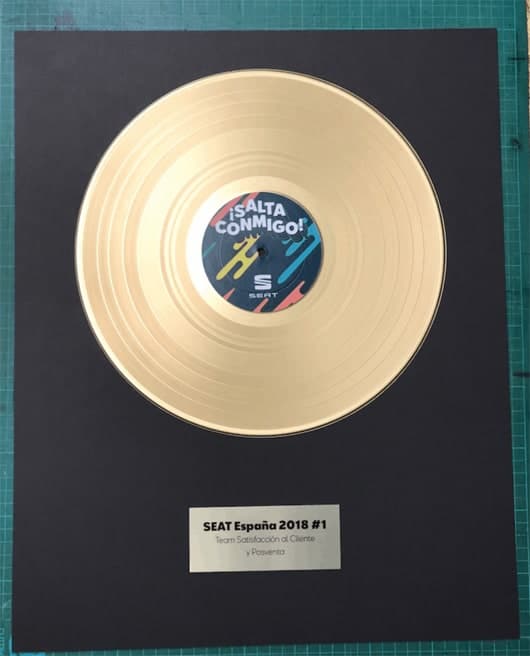 ¡SALTA
CONMIGO!
SEAT
SEAT España 2018 #1
Team Satisfacción al Cliente
y Posventa